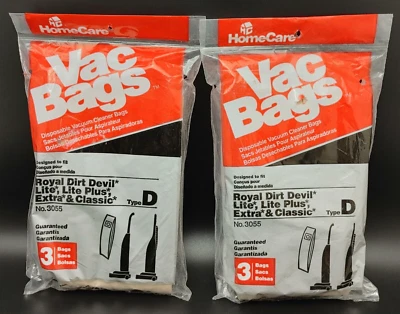 HC
HomeCare®
Vac
Bags™
Disposable Vacuum Cleaner Bags
Sacs Jetables Pour Aspirateur
Bolsas Desechables Para Aspiradoras
Designed to fit
Conçus pour
Diseñado a medida
Royal Dirt Devil*
Lite*, Lite Plus*,
Extra* & Classic*
No. 3055
Type D
Guaranteed
Garantis
Garantizada
3 Bags
Sacs
Bolsas
HC
HomeCare®
Vac
Bags
Disposable Vacuum Cleaner Bags
Sacs Jetables Pour Aspirateur
Bolsas Desechables Para Aspiradoras
Designed to fit
Conçus pour
Diseñado a medida
Royal Dirt Devil*
Lite*, Lite Plus*,
Extra* & Classic*
No. 3055
Type D
Guaranteed
Garantis
Garantizada
3 Bags
Sacs
Bolsas